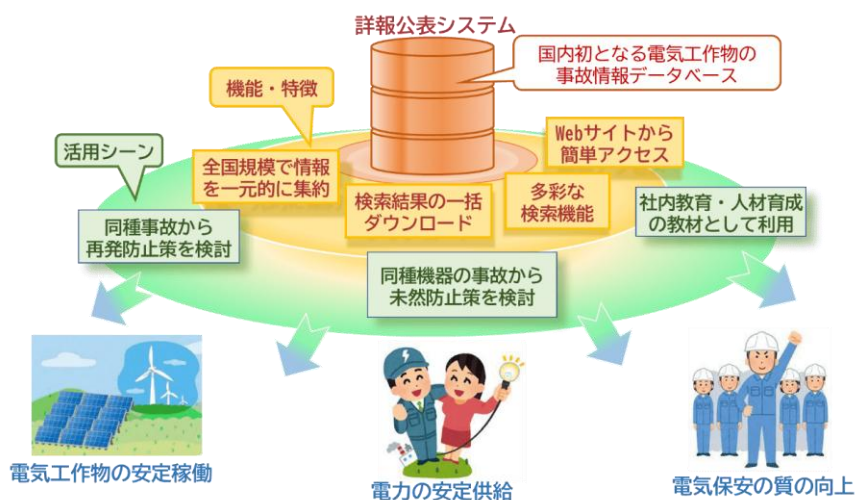 詳報公表システム
国内初となる電気工作物の
事故情報データベース
機能・特徴
活用シーン
全国規模で情報
を一元的に集約
検索結果の一括
ダウンロード
多彩な
検索機能
Webサイトから
簡単アクセス
同種事故から
再発防止策を検討
同種機器の事故から
未然防止策を検討
社内教育・人材育成
の教材として利用
電気工作物の安定稼働
電力の安定供給
電気保安の質の向上